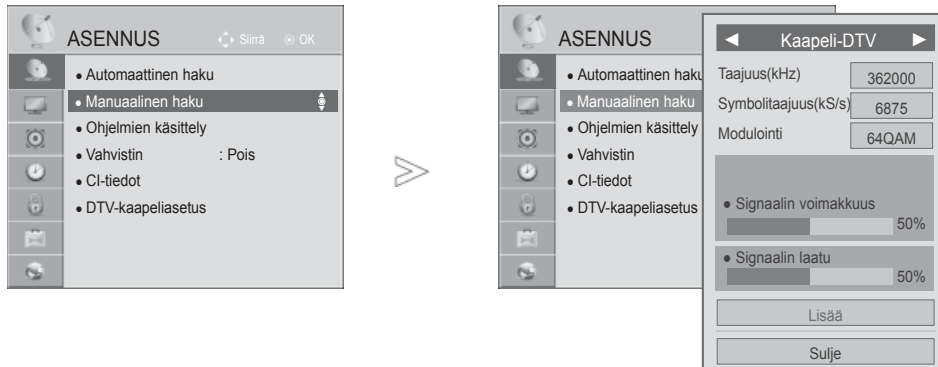 ASENNUS
Siirrä OK
• Automaattinen haku
• Manuaalinen haku
• Ohjelmien käsittely
• Vahvistin : Pois
• CI-tiedot
• DTV-kaapeliasetus
>
ASENNUS
• Automaattinen haku
• Manuaalinen haku
• Ohjelmien käsittely
• Vahvistin
• CI-tiedot
• DTV-kaapeliasetus
◄ Kaapeli-DTV ►
Taajuus(kHz) 362000
Symbolitaajuus(kS/s) 6875
Modulointi 64QAM
• Signaalin voimakkuus
50%
• Signaalin laatu
50%
Lisää
Sulje